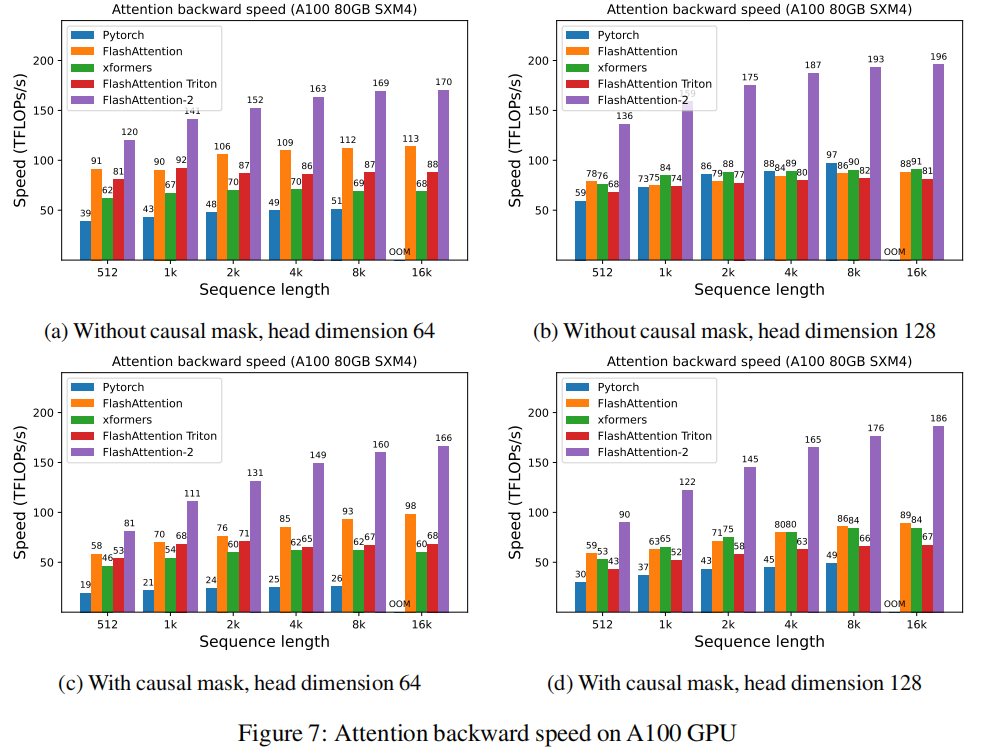 Attention backward speed (A100 80GB SXM4)
Speed (TFLOPs/s)
200
150
100
50
Pytorch
FlashAttention
xformers
FlashAttention Triton
FlashAttention-2
39 91 62 81 120
43 90 67 92 141
48 106 70 87 152
49 109 70 86 163
51 112 69 87 169
OOM 113 68 88 170
512 1k 2k 4k 8k 16k
Sequence length
(a) Without causal mask, head dimension 64
Attention backward speed (A100 80GB SXM4)
Speed (TFLOPs/s)
200
150
100
50
Pytorch
FlashAttention
xformers
FlashAttention Triton
FlashAttention-2
59 78 76 68 136
73 75 84 74 159
86 79 88 77 175
88 84 89 80 187
97 86 90 82 193
OOM 88 91 81 196
512 1k 2k 4k 8k 16k
Sequence length
(b) Without causal mask, head dimension 128
Attention backward speed (A100 80GB SXM4)
Speed (TFLOPs/s)
200
150
100
50
Pytorch
FlashAttention
xformers
FlashAttention Triton
FlashAttention-2
19 58 46 53 81
21 70 54 68 111
24 76 60 71 131
25 85 62 65 149
26 93 62 67 160
OOM 98 60 68 166
512 1k 2k 4k 8k 16k
Sequence length
(c) With causal mask, head dimension 64
Attention backward speed (A100 80GB SXM4)
Speed (TFLOPs/s)
200
150
100
50
Pytorch
FlashAttention
xformers
FlashAttention Triton
FlashAttention-2
30 59 53 43 90
37 63 65 52 122
43 71 75 58 145
45 80 80 63 165
49 86 84 66 176
OOM 89 84 67 186
512 1k 2k 4k 8k 16k
Sequence length
(d) With causal mask, head dimension 128
Figure 7: Attention backward speed on A100 GPU